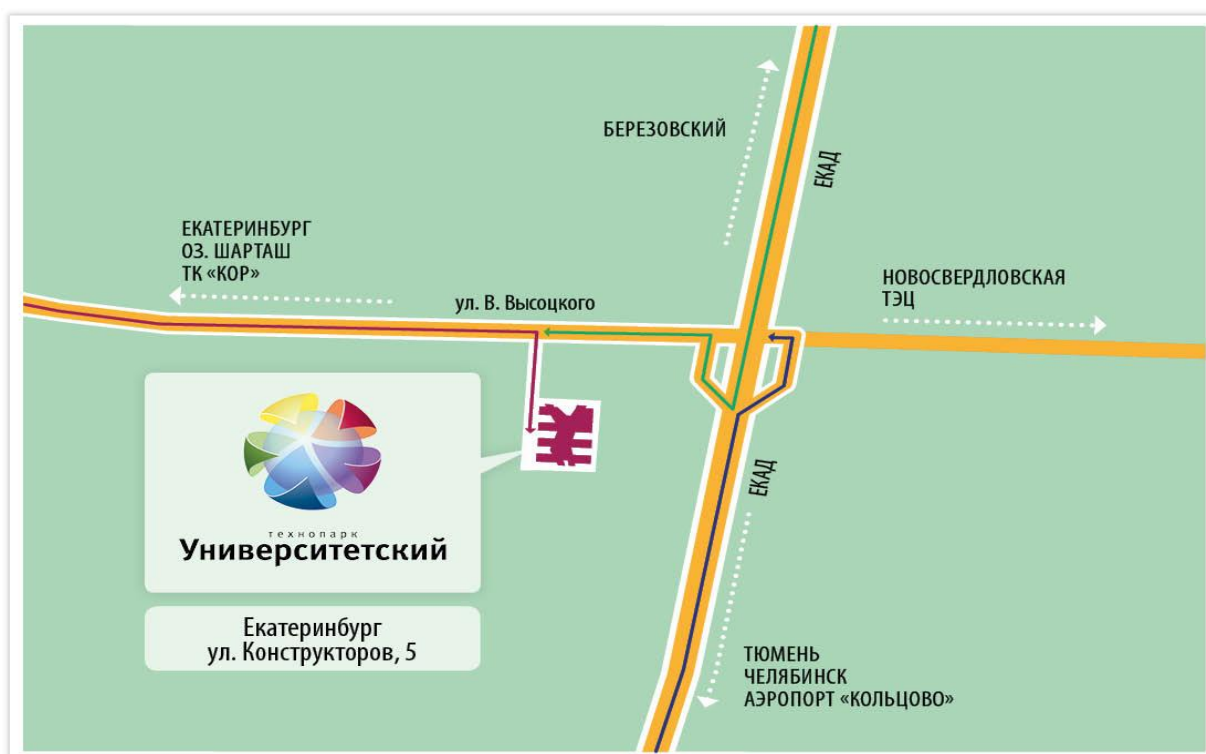 БЕРЕЗОВСКИЙ
ЕКАД
ЕКАТЕРИНБУРГ
ОЗ. ШАРТАШ
ТК «КОР»
ул. В. Высоцкого
НОВОСВЕРДЛОВСКАЯ
ТЭЦ
технопарк
Университетский
ЕКАД
Екатеринбург
ул. Конструкторов, 5
ТЮМЕНЬ
ЧЕЛЯБИНСК
АЭРОПОРТ «КОЛЬЦОВО»